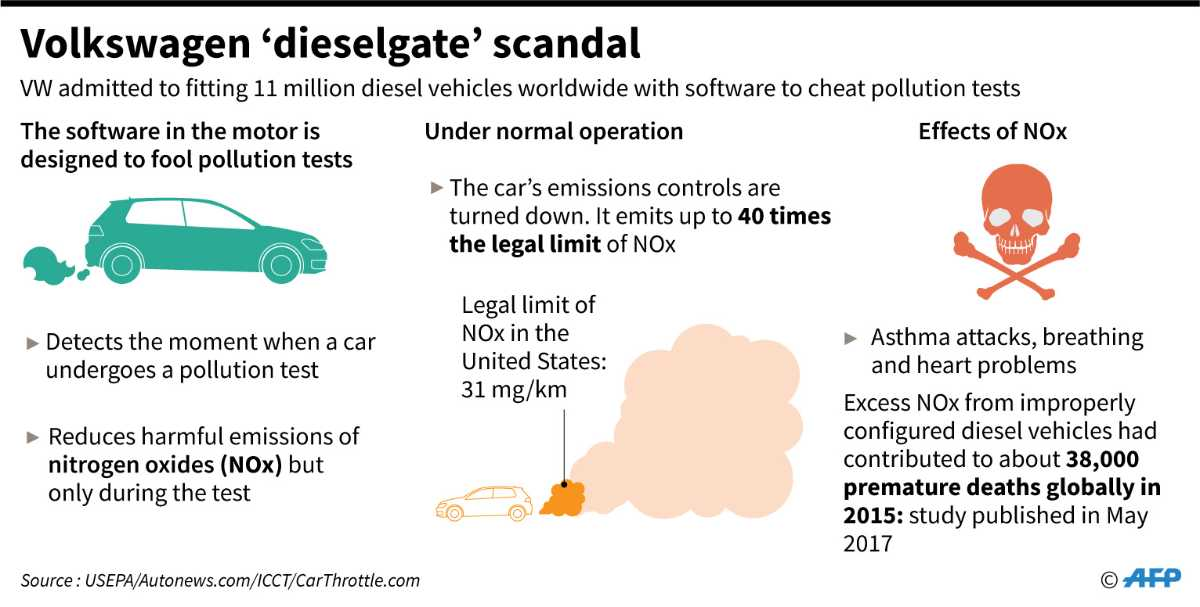 Volkswagen ‘dieselgate’ scandal
VW admitted to fitting 11 million diesel vehicles worldwide with software to cheat pollution tests
The software in the motor is
designed to fool pollution tests
▸ Detects the moment when a car
undergoes a pollution test
▸ Reduces harmful emissions of
nitrogen oxides (NOx) but
only during the test
Under normal operation
▸ The car’s emissions controls are
turned down. It emits up to 40 times
the legal limit of NOx
Legal limit of
NOx in the
United States:
31 mg/km
Effects of NOx
▸ Asthma attacks, breathing
and heart problems
Excess NOx from improperly
configured diesel vehicles had
contributed to about 38,000
premature deaths globally in
2015: study published in May
2017
Source : USEPA/Autonews.com/ICCT/CarThrottle.com
© AFP